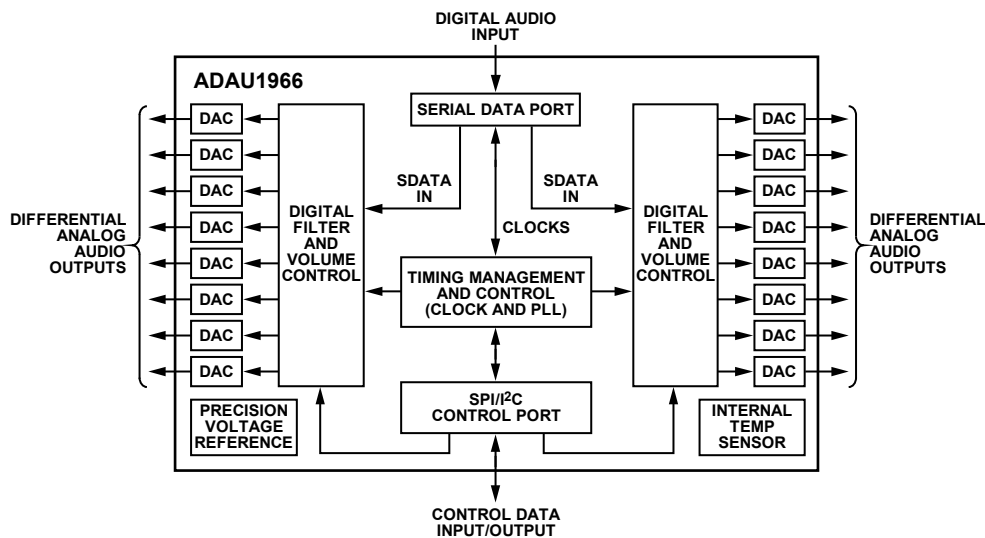 DIGITAL AUDIO
INPUT
ADAU1966
SERIAL DATA PORT
DAC
DAC
DAC
DAC
DAC
DAC
DAC
DAC
DIFFERENTIAL
ANALOG
AUDIO
OUTPUTS
DIGITAL
FILTER
AND
VOLUME
CONTROL
SDATA
IN
SDATA
IN
CLOCKS
TIMING MANAGEMENT
AND CONTROL
(CLOCK AND PLL)
DIGITAL
FILTER
AND
VOLUME
CONTROL
DAC
DAC
DAC
DAC
DAC
DAC
DAC
DAC
DIFFERENTIAL
ANALOG
AUDIO
OUTPUTS
PRECISION
VOLTAGE
REFERENCE
SPI/I²C
CONTROL PORT
INTERNAL
TEMP
SENSOR
CONTROL DATA
INPUT/OUTPUT